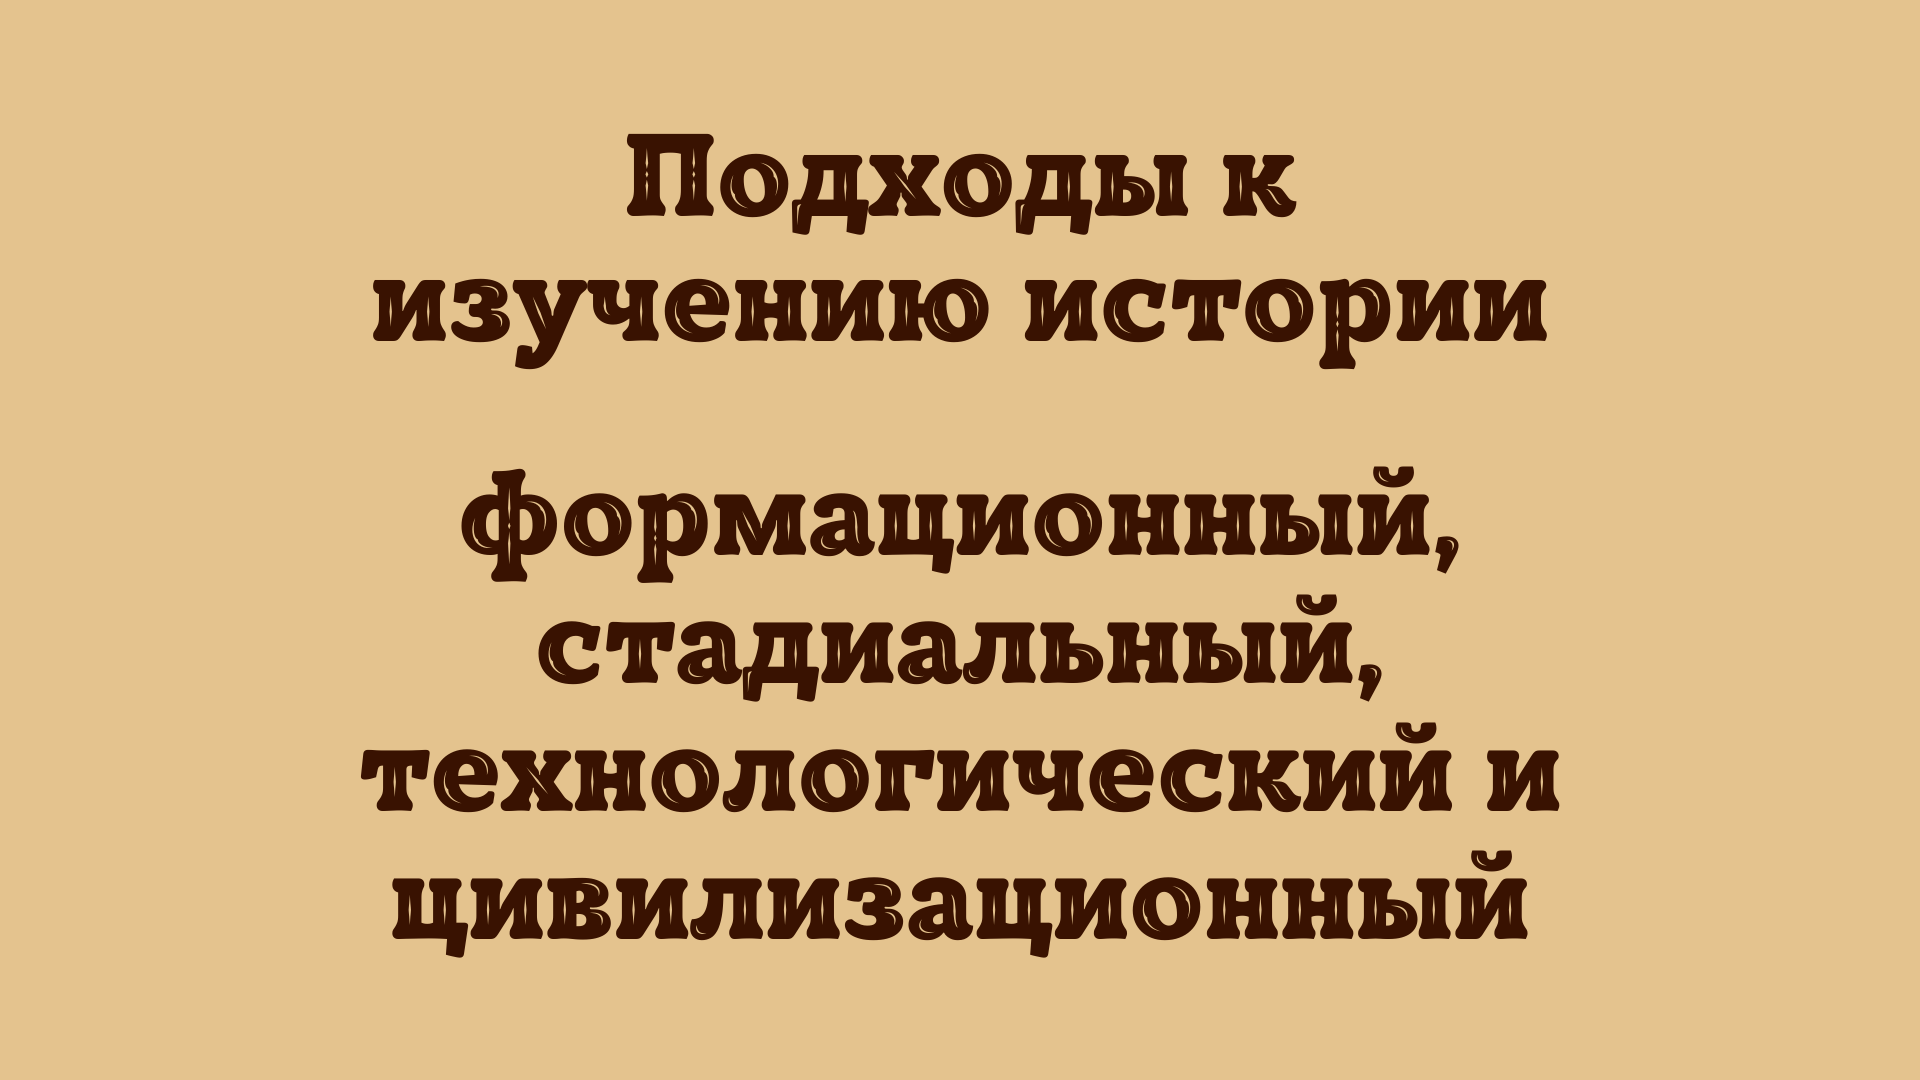 Подходы к
изучению истории
формационный,
стадиальный,
технологический и
цивилизационный